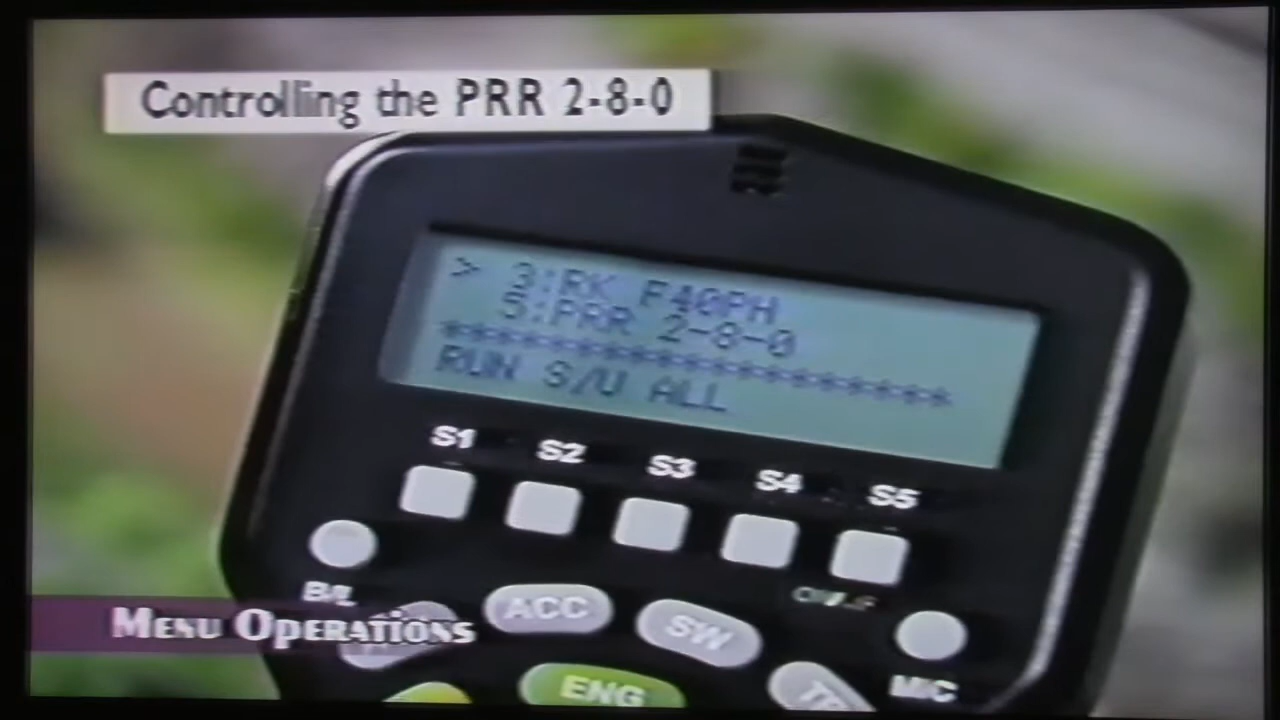 Controlling the PRR 2-8-0
> 3:RK F40PH
5:PRR 2-8-0
********************
RUN S/U ALL
S1 S2 S3 S4 S5
B/L
ACC SW
MENU OPERATIONS
ENG
MIC